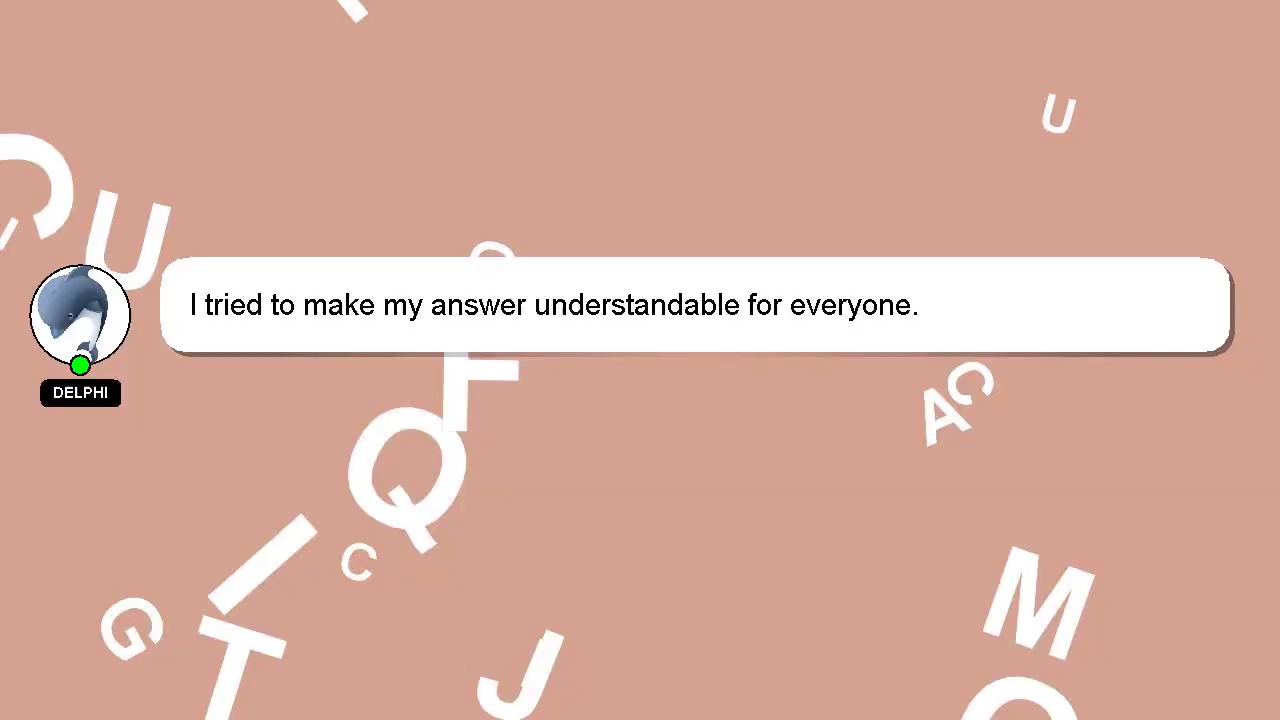 U
C
U
I tried to make my answer understandable for everyone.
DELPHI
C
A
Q
I
C
M
G
T
J